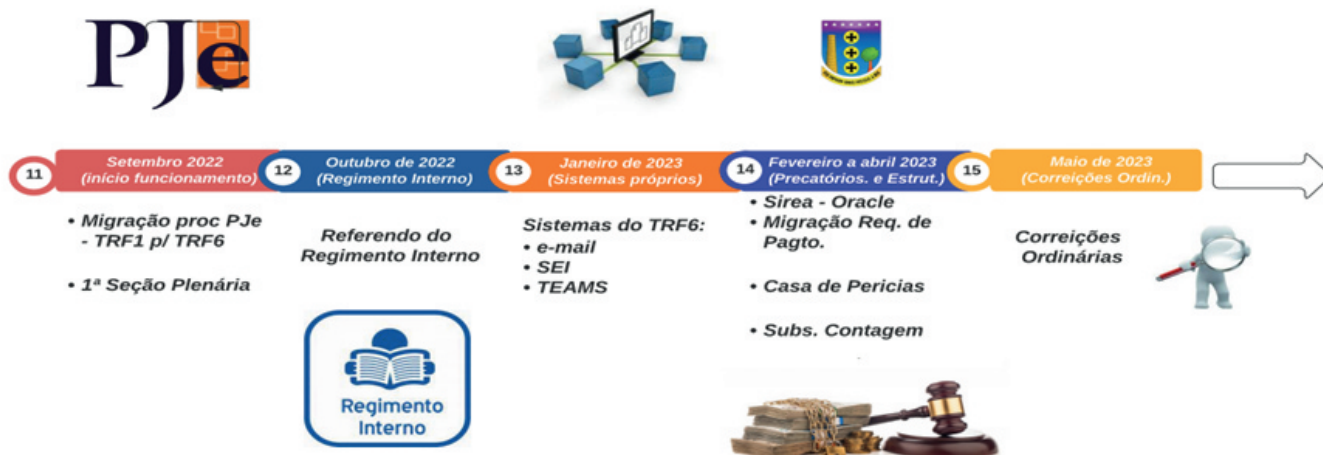 PJe
11
Setembro 2022
(início funcionamento)
12
Outubro de 2022
(Regimento Interno)
13
Janeiro de 2023
(Sistemas próprios)
14
Fevereiro a abril 2023
(Precatórios. e Estrut.)
15
Maio de 2023
(Correições Ordin.)
• Migração proc PJe
- TRF1 p/ TRF6
• 1ª Seção Plenária
Referendo do
Regimento Interno
Regimento
Interno
Sistemas do TRF6:
• e-mail
• SEI
• TEAMS
• Sirea - Oracle
• Migração Req. de
Pagto.
• Casa de Pericias
• Subs. Contagem
Correições
Ordinárias